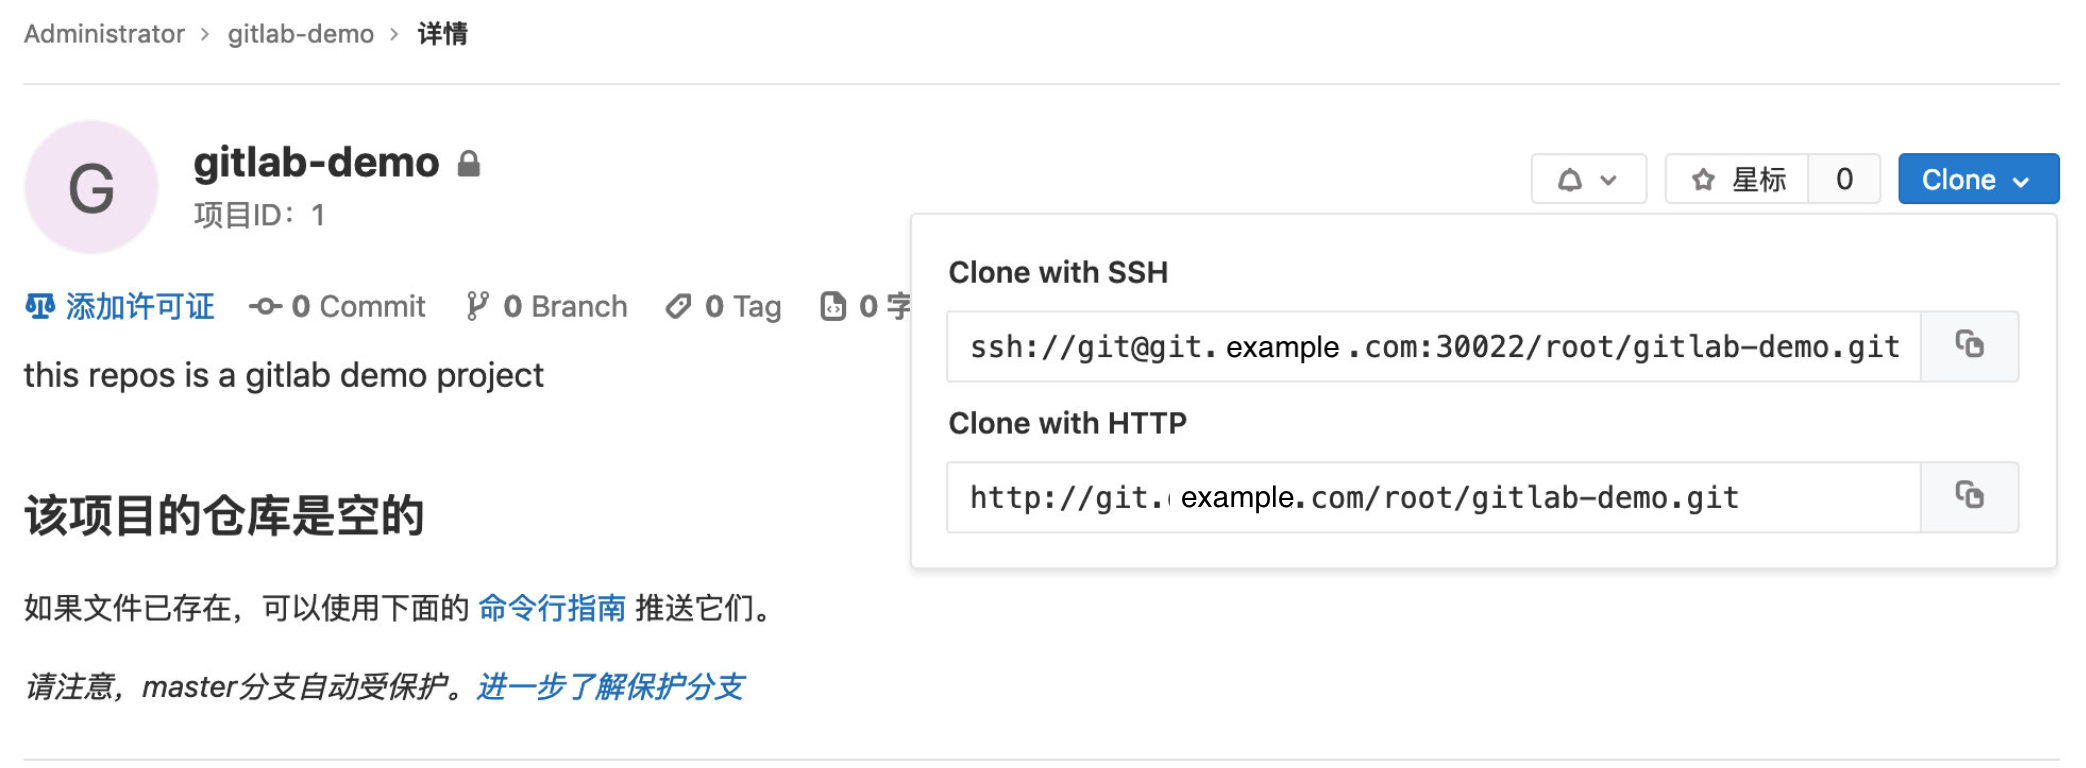 Administrator > gitlab-demo > 详情
G
gitlab-demo
项目ID：1
星标 0 Clone
添加许可证 0 Commit 0 Branch 0 Tag 0 字
this repos is a gitlab demo project
Clone with SSH
ssh://git@git.example.com:30022/root/gitlab-demo.git
Clone with HTTP
http://git.example.com/root/gitlab-demo.git
该项目的仓库是空的
如果文件已存在，可以使用下面的 命令行指南 推送它们。
请注意，master分支自动受保护。进一步了解保护分支